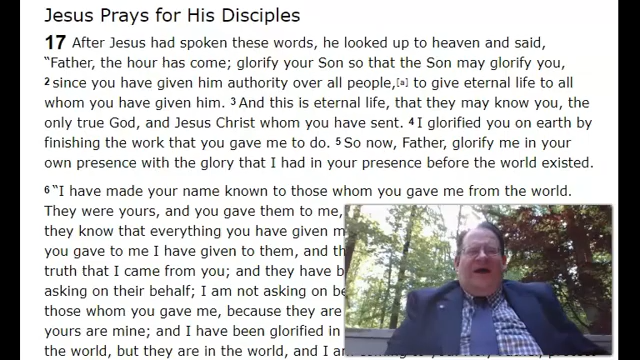 Jesus Prays for His Disciples
17 After Jesus had spoken these words, he looked up to heaven and said,
“Father, the hour has come; glorify your Son so that the Son may glorify you,
2 since you have given him authority over all people,[a] to give eternal life to all
whom you have given him. 3 And this is eternal life, that they may know you, the
only true God, and Jesus Christ whom you have sent. 4 I glorified you on earth by
finishing the work that you gave me to do. 5 So now, Father, glorify me in your
own presence with the glory that I had in your presence before the world existed.
6 “I have made your name known to those whom you gave me from the world.
They were yours, and you gave them to me,
they know that everything you have given m
you gave to me I have given to them, and th
truth that I came from you; and they have b
asking on their behalf; I am not asking on be
those whom you gave me, because they are
yours are mine; and I have been glorified in
the world, but they are in the world, and I am